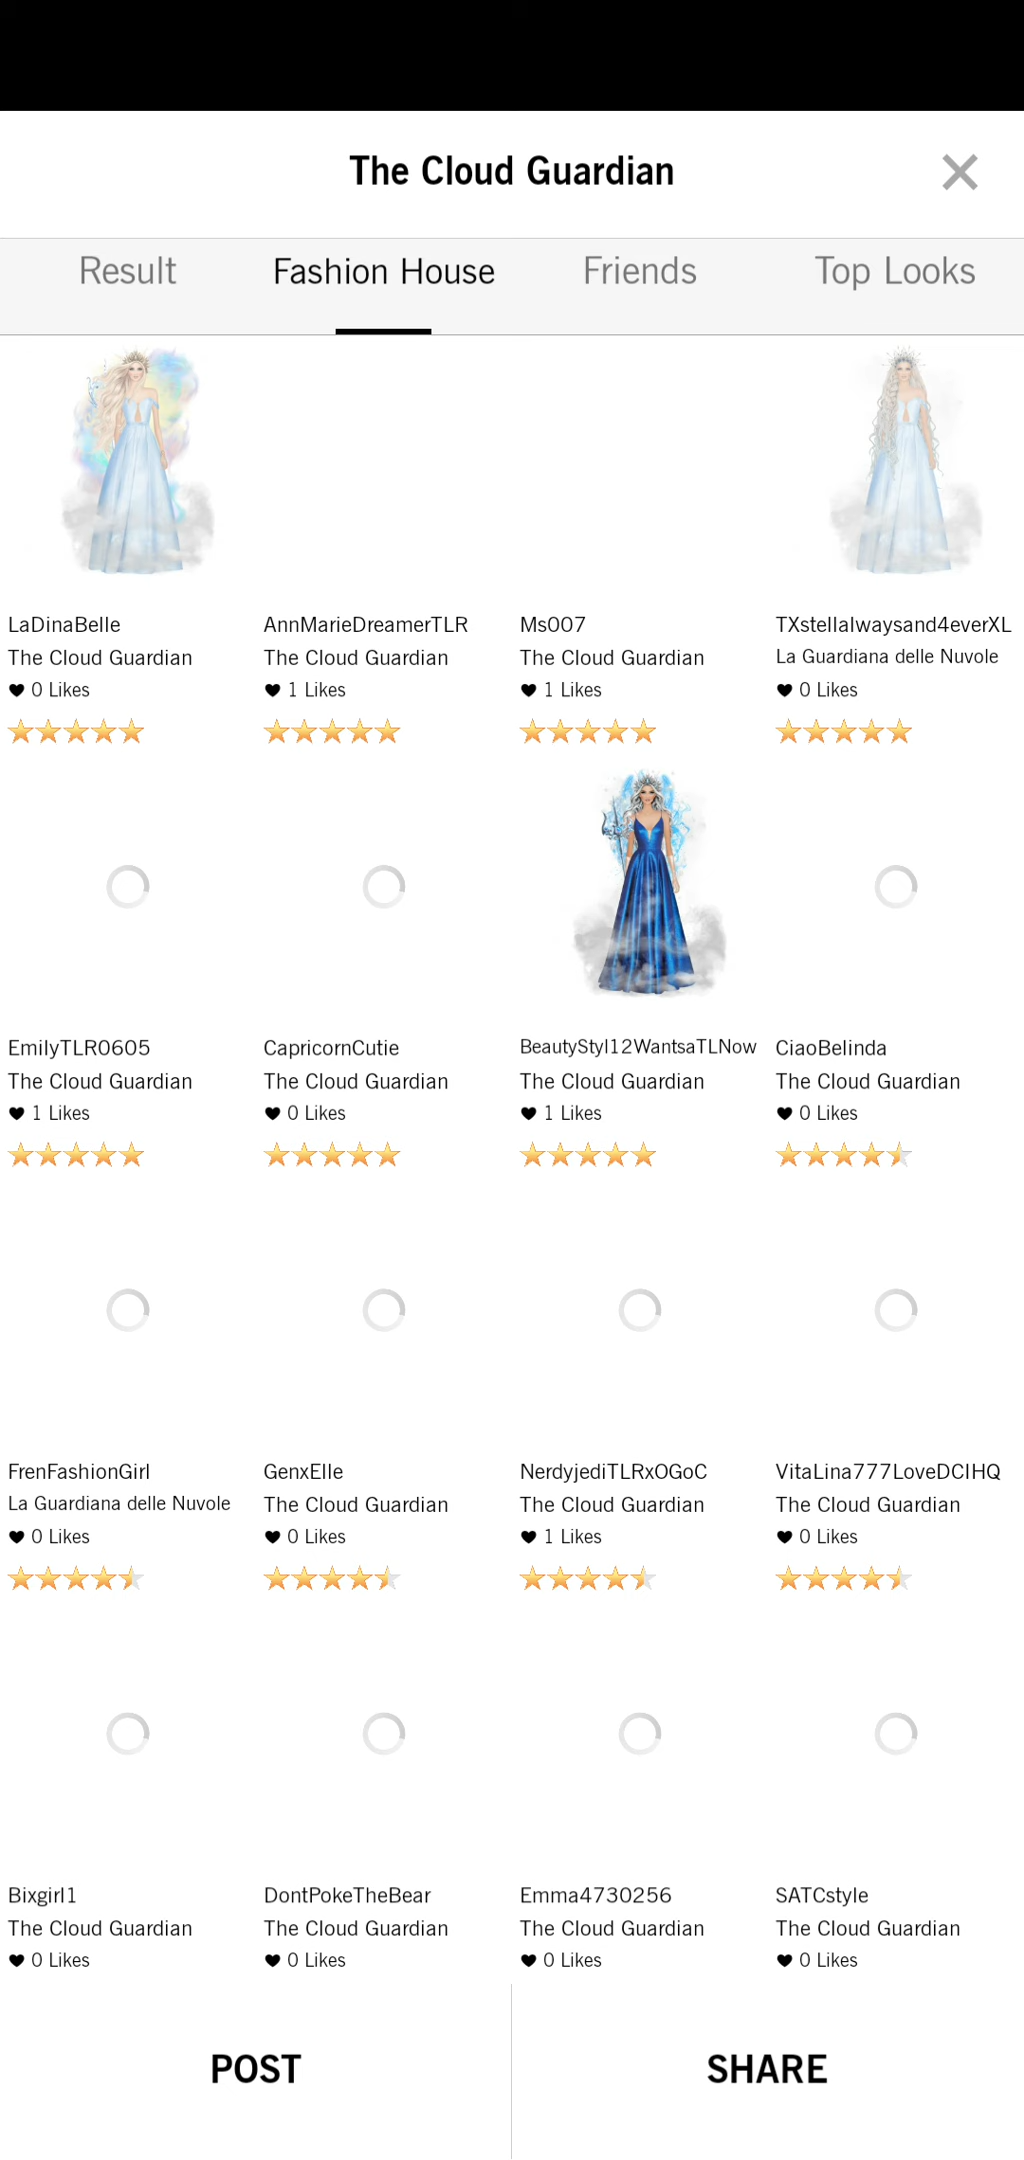 The Cloud Guardian
Result Fashion House Friends Top Looks
LaDinaBelle AnnMarieDreamerTLR Ms007 TXstellalwaysand4everXL
The Cloud Guardian The Cloud Guardian The Cloud Guardian La Guardiana delle Nuvole
0 Likes 1 Likes 1 Likes 0 Likes
EmilyTLR0605 CapricornCutie BeautyStyl12WantsaTLNow CiaoBelinda
The Cloud Guardian The Cloud Guardian The Cloud Guardian The Cloud Guardian
1 Likes 0 Likes 1 Likes 0 Likes
FrenFashionGirl GenxElle NerdyjediTLRxOGoC VitaLina777LoveDCIHQ
La Guardiana delle Nuvole The Cloud Guardian The Cloud Guardian The Cloud Guardian
0 Likes 0 Likes 1 Likes 0 Likes
Bixgirl1 DontPokeTheBear Emma4730256 SATCstyle
The Cloud Guardian The Cloud Guardian The Cloud Guardian The Cloud Guardian
0 Likes 0 Likes 0 Likes 0 Likes
POST SHARE